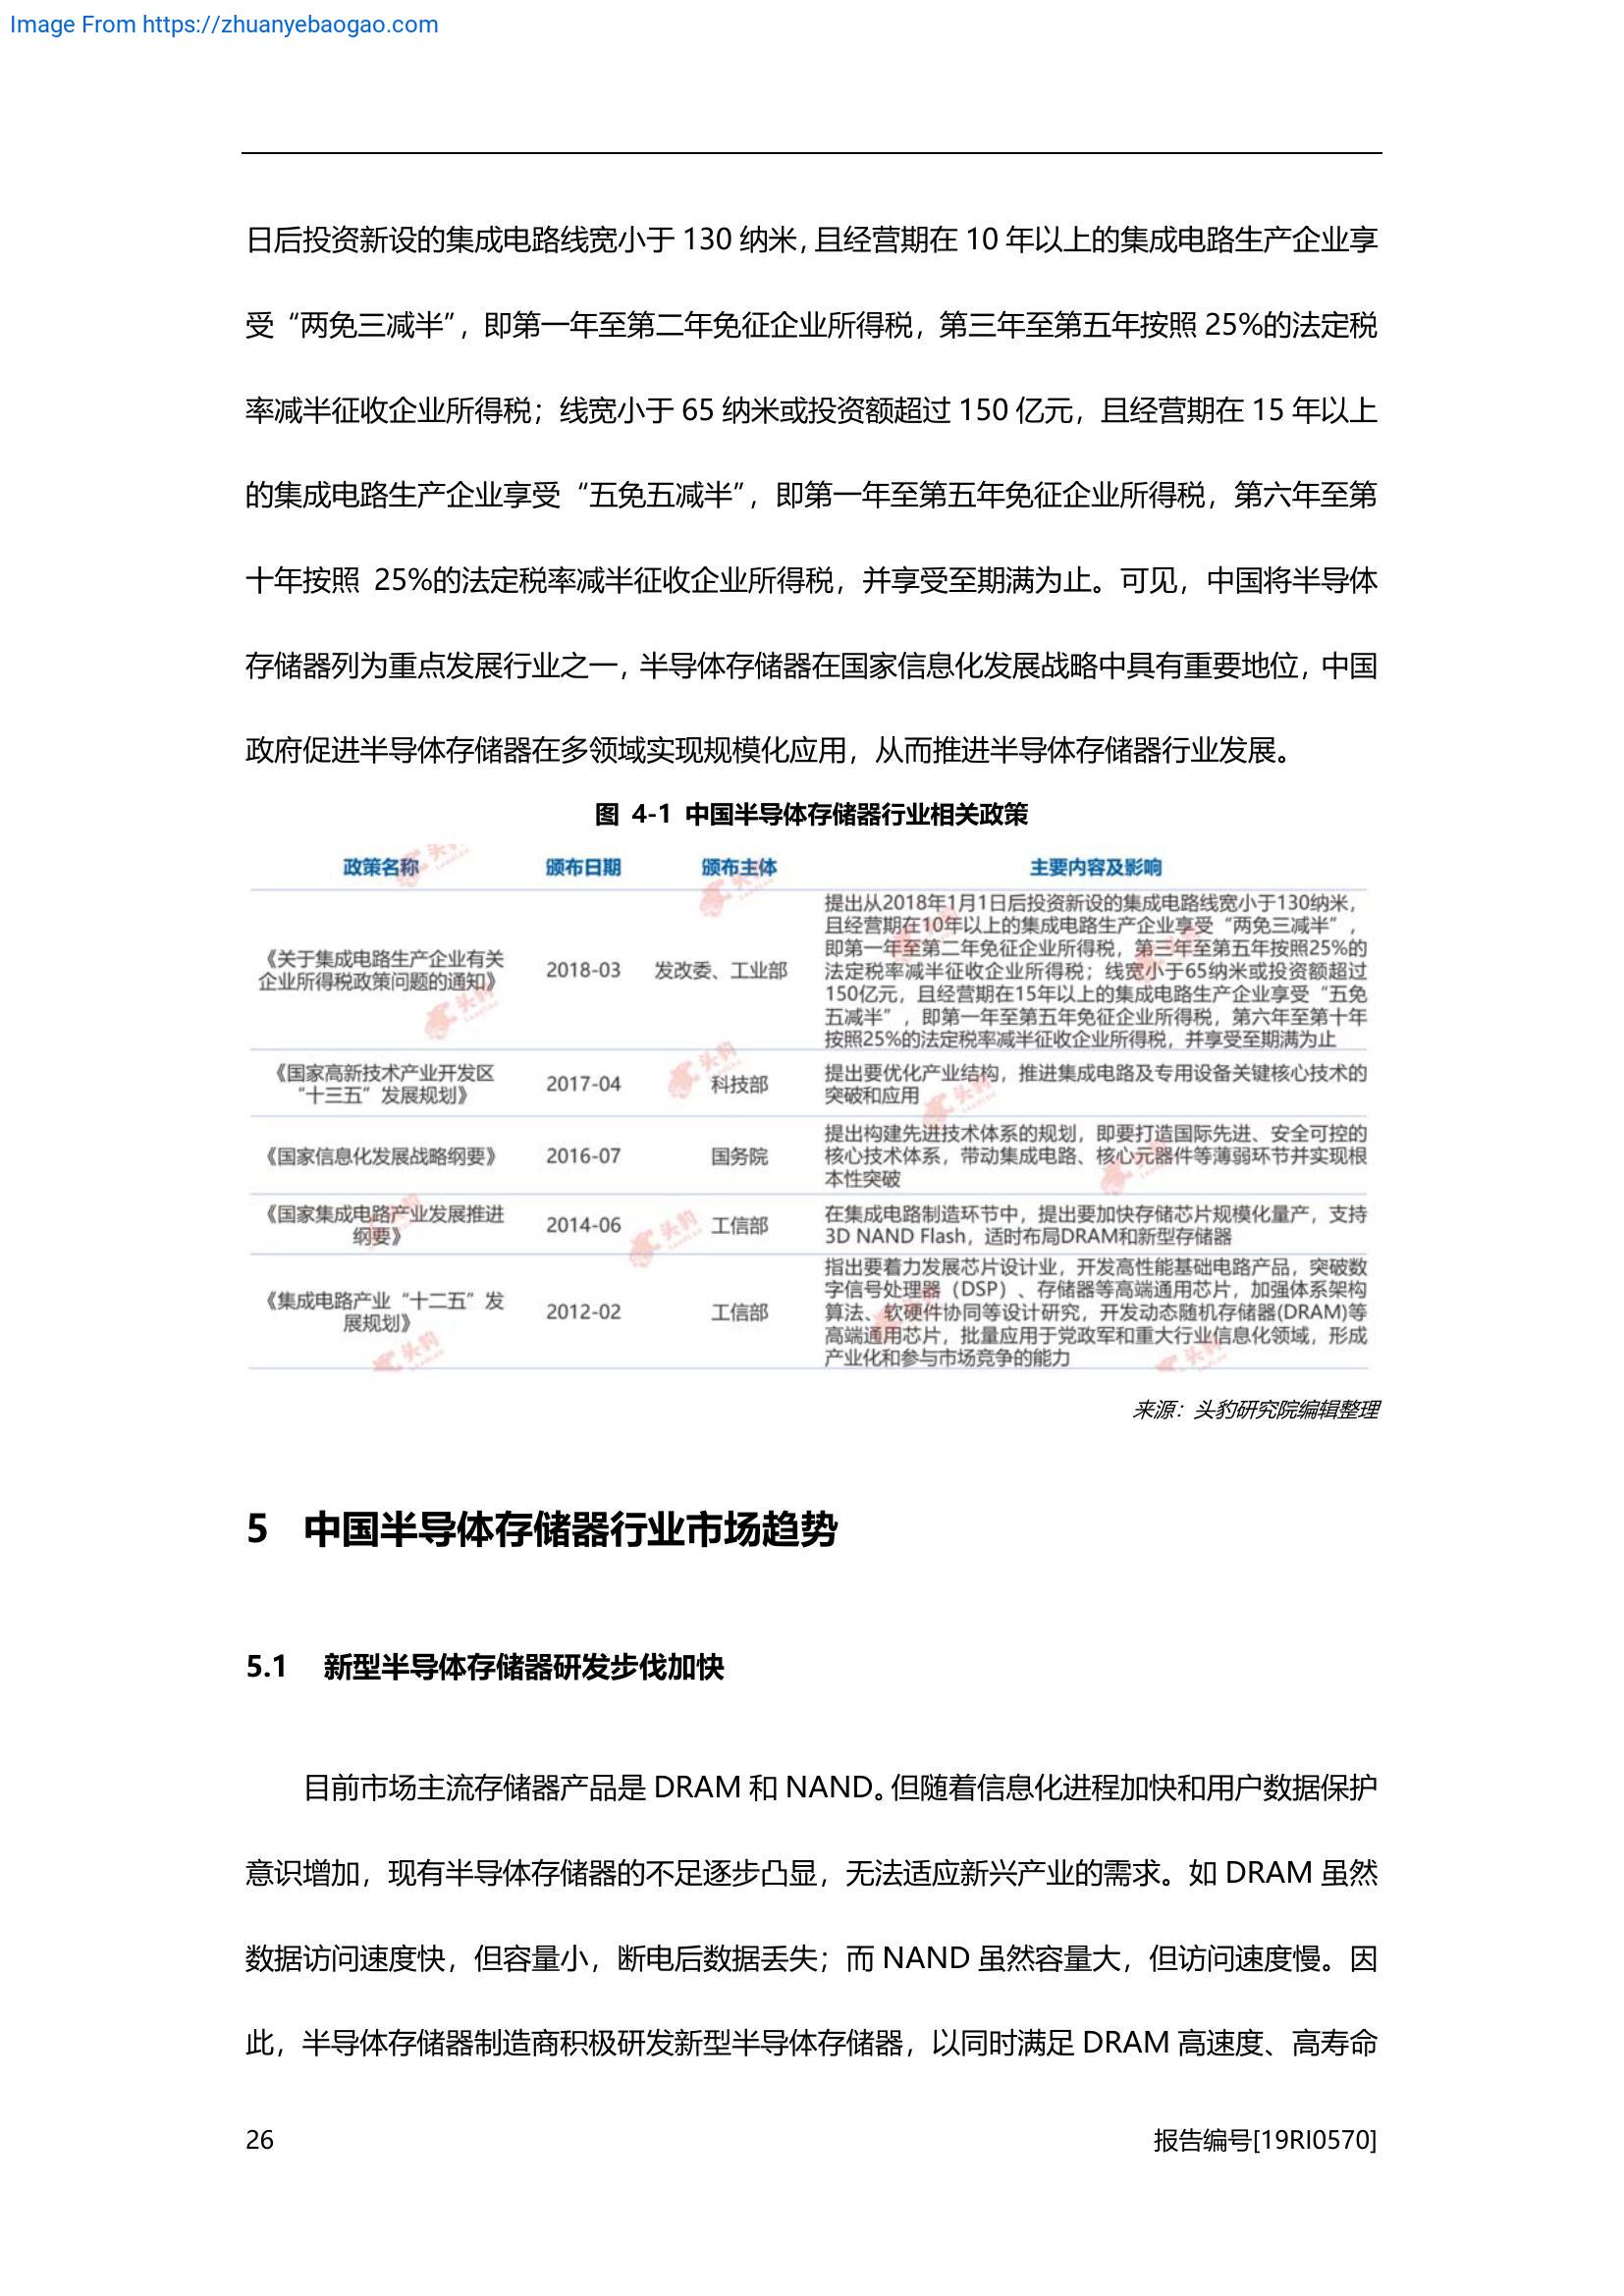 Image From https://zhuanyebaogao.com
日后投资新设的集成电路线宽小于 130 纳米，且经营期在 10 年以上的集成电路生产企业享
受“两免三减半”，即第一年至第二年免征企业所得税，第三年至第五年按照 25%的法定税
率减半征收企业所得税；线宽小于 65 纳米或投资额超过 150 亿元，且经营期在 15 年以上
的集成电路生产企业享受“五免五减半”，即第一年至第五年免征企业所得税，第六年至第
十年按照 25%的法定税率减半征收企业所得税，并享受至期满为止。可见，中国将半导体
存储器列为重点发展行业之一，半导体存储器在国家信息化发展战略中具有重要地位，中国
政府促进半导体存储器在多领域实现规模化应用，从而推进半导体存储器行业发展。
图 4-1 中国半导体存储器行业相关政策
政策名称 颁布日期 颁布主体 主要内容及影响
《关于集成电路生产企业有关
企业所得税政策问题的通知》
2018-03
发改委、工业部
提出从2018年1月1日后投资新设的集成电路线宽小于130纳米，
且经营期在10年以上的集成电路生产企业享受“两免三减半”，
即第一年至第二年免征企业所得税，第三年至第五年按照25%的
法定税率减半征收企业所得税；线宽小于65纳米或投资额超过
150亿元，且经营期在15年以上的集成电路生产企业享受“五免
五减半”，即第一年至第五年免征企业所得税，第六年至第十年
按照25%的法定税率减半征收企业所得税，并享受至期满为止
《国家高新技术产业开发区
“十三五”发展规划》
2017-04
科技部
提出要优化产业结构，推进集成电路及专用设备关键核心技术的
突破和应用
《国家信息化发展战略纲要》
2016-07
国务院
提出构建先进技术体系的规划，即要打造国际先进、安全可控的
核心技术体系，带动集成电路、核心元器件等薄弱环节并实现根
本性突破
《国家集成电路产业发展推进
纲要》
2014-06
工信部
在集成电路制造环节中，提出要加快存储芯片规模化量产，支持
3D NAND Flash，适时布局DRAM和新型存储器
《集成电路产业“十二五”发
展规划》
2012-02
工信部
指出要着力发展芯片设计业，开发高性能基础电路产品，突破数
字信号处理器（DSP）、存储器等高端通用芯片，加强体系架构
算法、软硬件协同等设计研究，开发动态随机存储器(DRAM)等
高端通用芯片，批量应用于党政军和重大行业信息化领域，形成
产业化和参与市场竞争的能力
来源：头豹研究院编辑整理
5 中国半导体存储器行业市场趋势
5.1 新型半导体存储器研发步伐加快
目前市场主流存储器产品是 DRAM 和 NAND。但随着信息化进程加快和用户数据保护
意识增加，现有半导体存储器的不足逐步凸显，无法适应新兴产业的需求。如 DRAM 虽然
数据访问速度快，但容量小，断电后数据丢失；而 NAND 虽然容量大，但访问速度慢。因
此，半导体存储器制造商积极研发新型半导体存储器，以同时满足 DRAM 高速度、高寿命
26 报告编号[19RI0570]